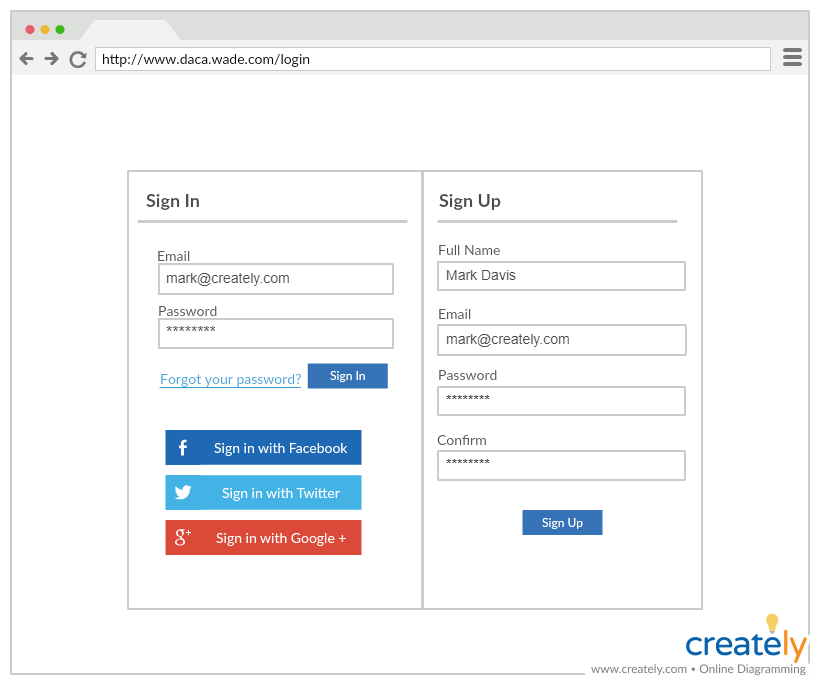 http://www.daca.wade.com/login
Sign In
Email
mark@creately.com
Password
********
Forgot your password?
Sign In
f
Sign in with Facebook
Sign in with Twitter
g+
Sign in with Google +
Sign Up
Full Name
Mark Davis
Email
mark@creately.com
Password
********
Confirm
********
Sign Up
creately
www.creately.com • Online Diagramming